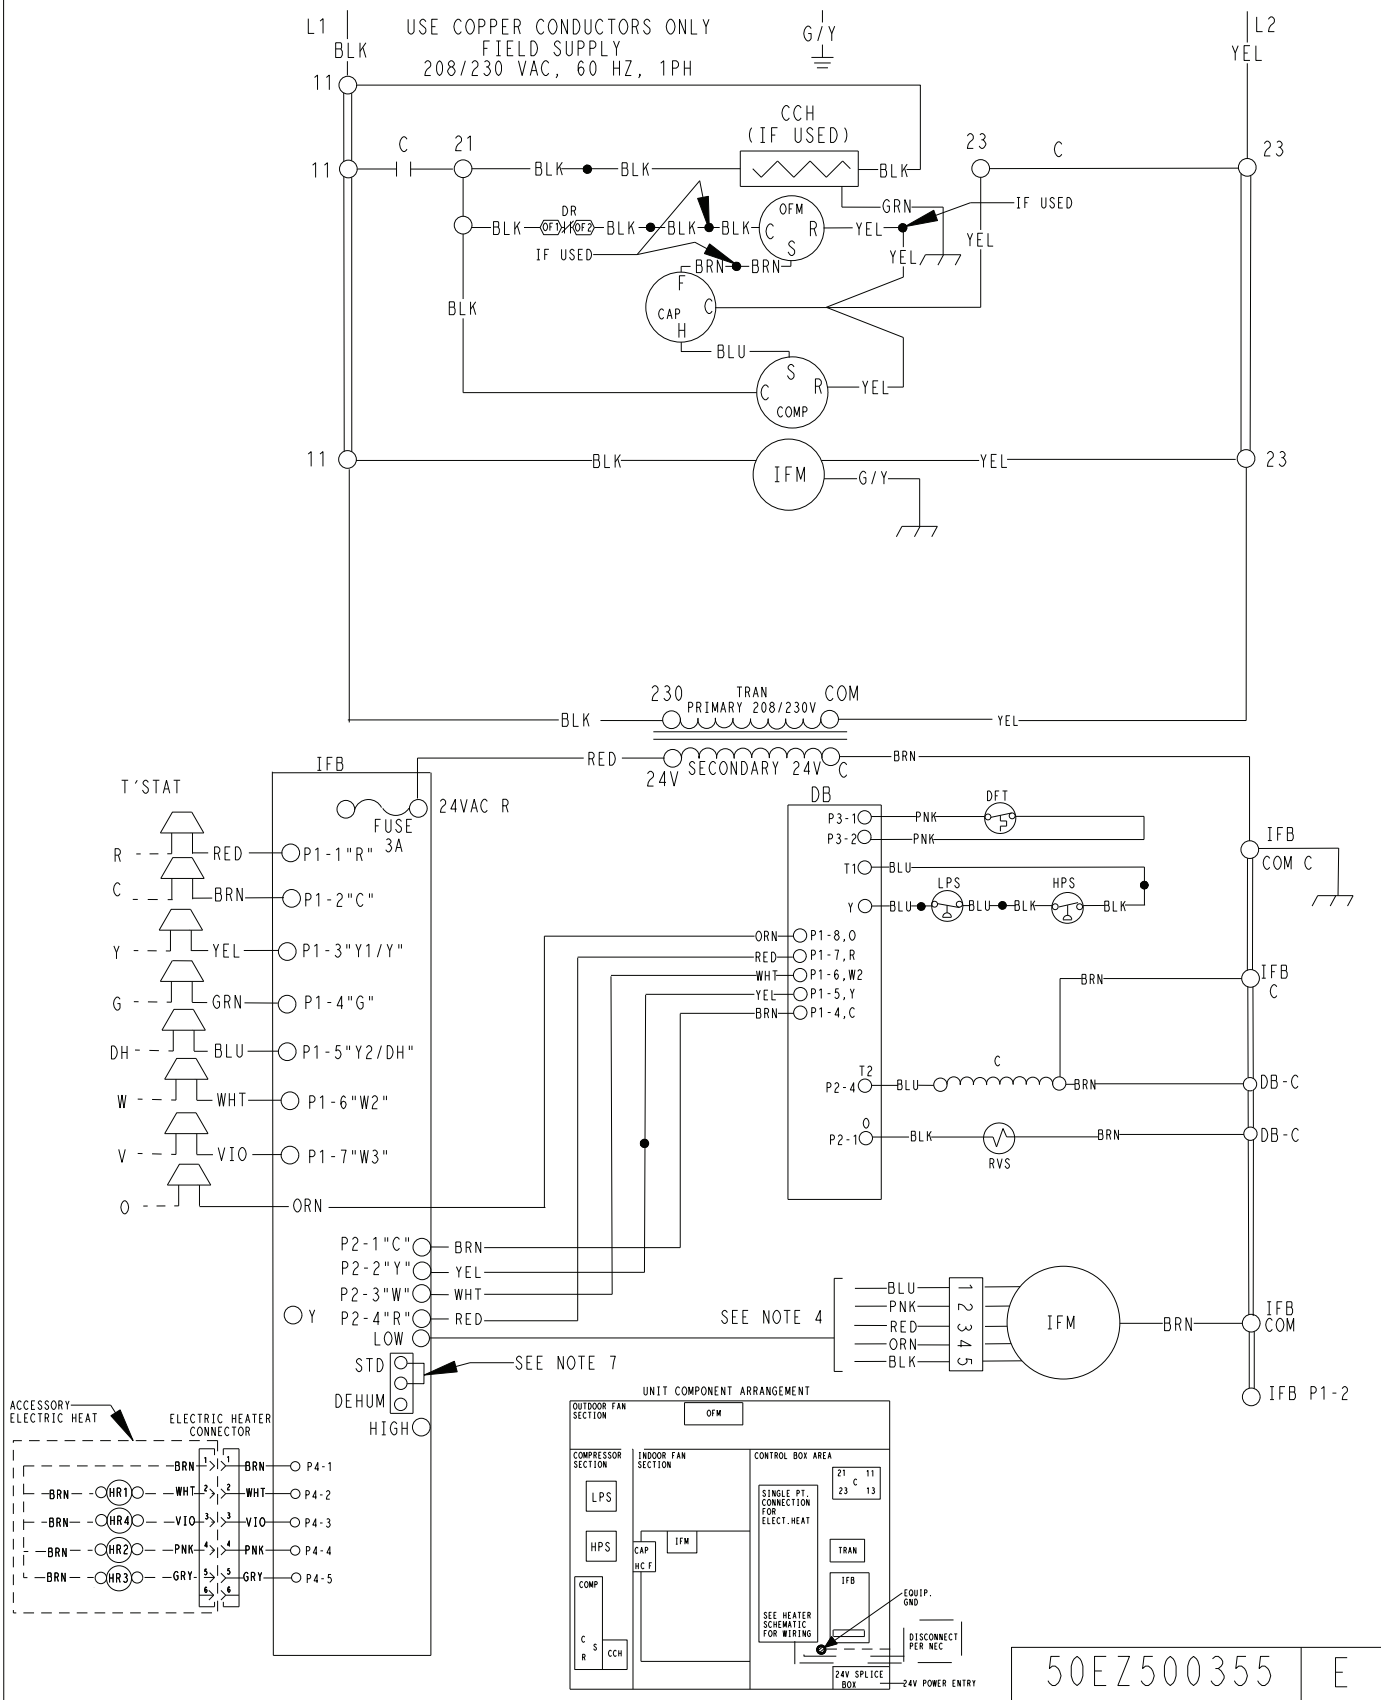 L1
BLK
USE COPPER CONDUCTORS ONLY
FIELD SUPPLY
208/230 VAC, 60 HZ, 1PH
G/Y
L2
YEL
11
CCH
(IF USED)
11
C
21
BLK
BLK
BLK
23
C
23
GRN
IF USED
DR
BLK
OF1
OF2
BLK
BLK
BLK
OFM
C
R
S
YEL
YEL
YEL
IF USED
BRN
BRN
F
CAP
C
H
BLK
BLU
S
C
R
COMP
YEL
11
BLK
IFM
YEL
23
G/Y
230
TRAN
COM
PRIMARY 208/230V
BLK
YEL
RED
24V
SECONDARY 24V
C
BRN
T'STAT
IFB
FUSE
3A
24VAC R
R
RED
P1-1"R"
C
BRN
P1-2"C"
Y
YEL
P1-3"Y1/Y"
G
GRN
P1-4"G"
DH
BLU
P1-5"Y2/DH"
W
WHT
P1-6"W2"
V
VIO
P1-7"W3"
O
ORN
DB
P3-1
PNK
DFT
P3-2
PNK
T1
BLU
Y
BLU
LPS
BLU
BLK
HPS
BLK
ORN
P1-8,O
RED
P1-7,R
WHT
P1-6,W2
YEL
P1-5,Y
BRN
P1-4,C
IFB
COM C
BRN
IFB
C
T2
P2-4
BLU
C
BRN
DB-C
O
P2-1
BLK
RVS
BRN
DB-C
P2-1"C"
BRN
P2-2"Y"
YEL
P2-3"W"
WHT
Y
P2-4"R"
RED
LOW
SEE NOTE 4
BLU
PNK
RED
ORN
BLK
1
2
3
4
5
IFM
BRN
IFB
COM
IFB P1-2
STD
SEE NOTE 7
DEHUM
HIGH
ACCESSORY
ELECTRIC HEAT
ELECTRIC HEATER
CONNECTOR
BRN
1
1
BRN
P4-1
BRN
HR1
WHT
2
2
WHT
P4-2
BRN
HR4
VIO
3
3
VIO
P4-3
BRN
HR2
PNK
4
4
PNK
P4-4
BRN
HR3
GRY
5
5
GRY
P4-5
6
6
UNIT COMPONENT ARRANGEMENT
OUTDOOR FAN
SECTION
OFM
COMPRESSOR
SECTION
INDOOR FAN
SECTION
CONTROL BOX AREA
LPS
HPS
COMP
C
S
R
CCH
CAP
HC F
IFM
SINGLE PT.
CONNECTION
FOR
ELECT.HEAT
SEE HEATER
SCHEMATIC
FOR WIRING
21 11
C
23 13
TRAN
IFB
EQUIP.
GND
DISCONNECT
PER NEC
24V SPLICE
BOX
24V POWER ENTRY
50EZ500355
E